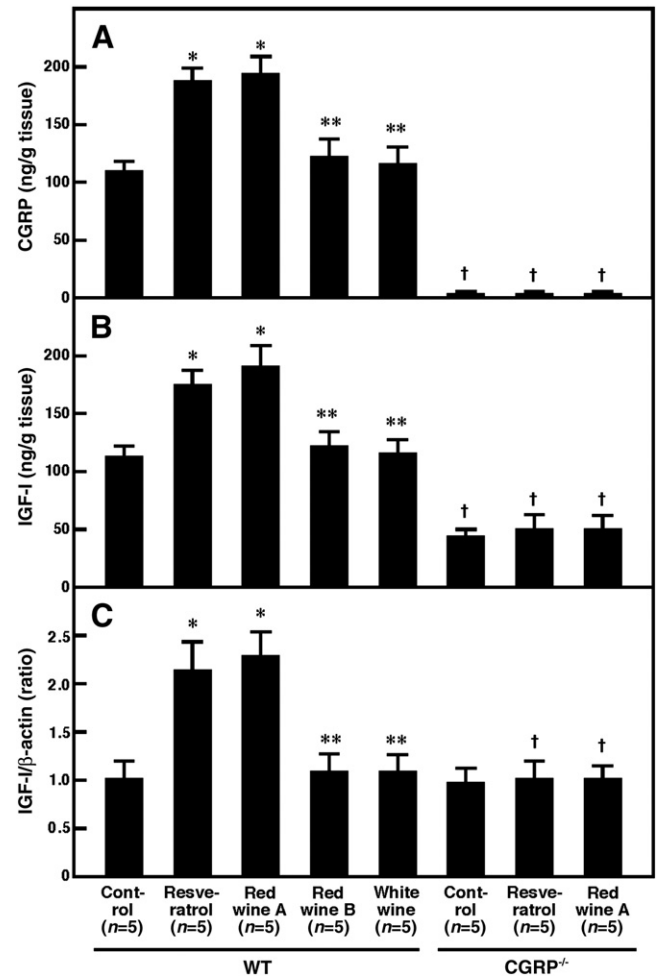 A
CGRP (ng/g tissue)
200
150
100
50
0
*
*
**
**
†
†
†
B
IGF-I (ng/g tissue)
200
150
100
50
0
*
*
**
**
†
†
†
C
IGF-I/β-actin (ratio)
2.5
2.0
1.5
1.0
0.5
0
*
*
**
**
†
†
Cont-
rol
(n=5)
Resve-
ratrol
(n=5)
Red
wine A
(n=5)
Red
wine B
(n=5)
White
wine
(n=5)
Cont-
rol
(n=5)
Resve-
ratrol
(n=5)
Red
wine A
(n=5)
WT
CGRP-/-